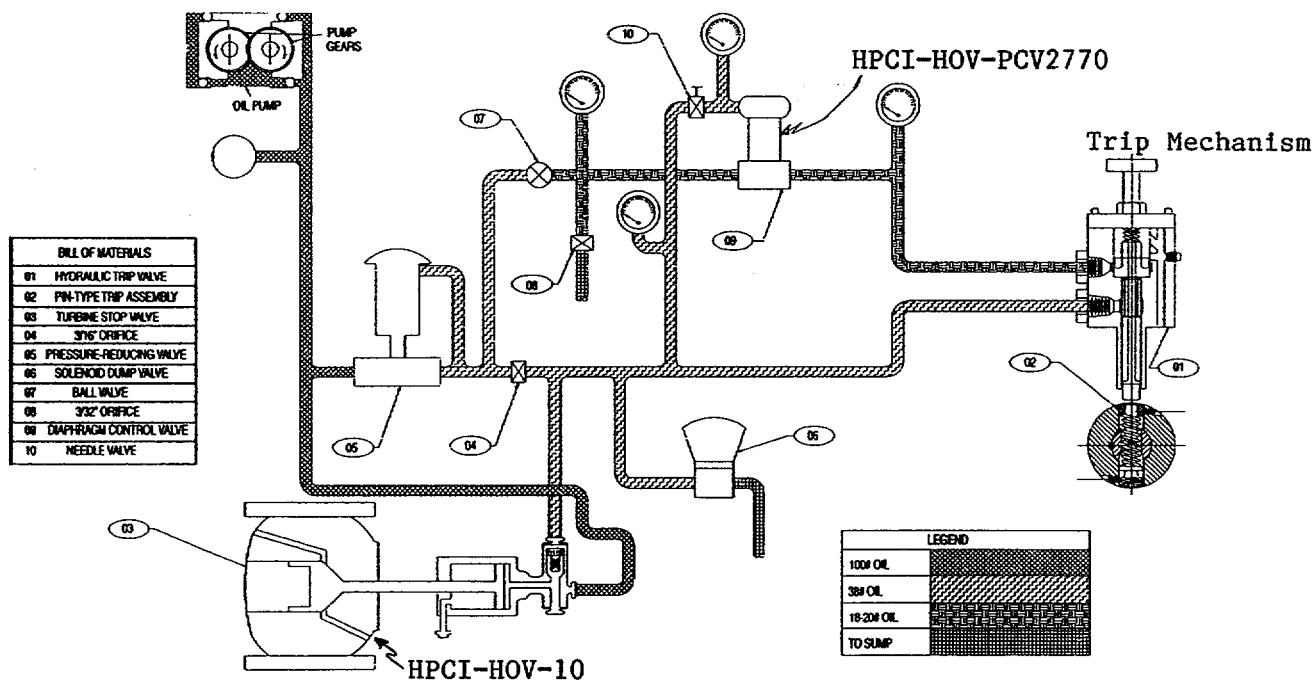 PUMP
GEARS
OIL PUMP
10
HPCI-HOV-PCV2770
07
Trip Mechanism
BILL OF MATERIALS
01 HYDRAULIC TRIP VALVE
02 PIN-TYPE TRIP ASSEMBLY
03 TURBINE STOP VALVE
04 3/16" ORIFICE
05 PRESSURE-REDUCING VALVE
06 SOLENOID DUMP VALVE
07 BALL VALVE
08 3/32" ORIFICE
09 DIAPHRAGM CONTROL VALVE
10 NEEDLE VALVE
09
08
02
01
05
04
06
03
HPCI-HOV-10
LEGEND
100# OIL
38# OIL
18-20# OIL
TO SUMP